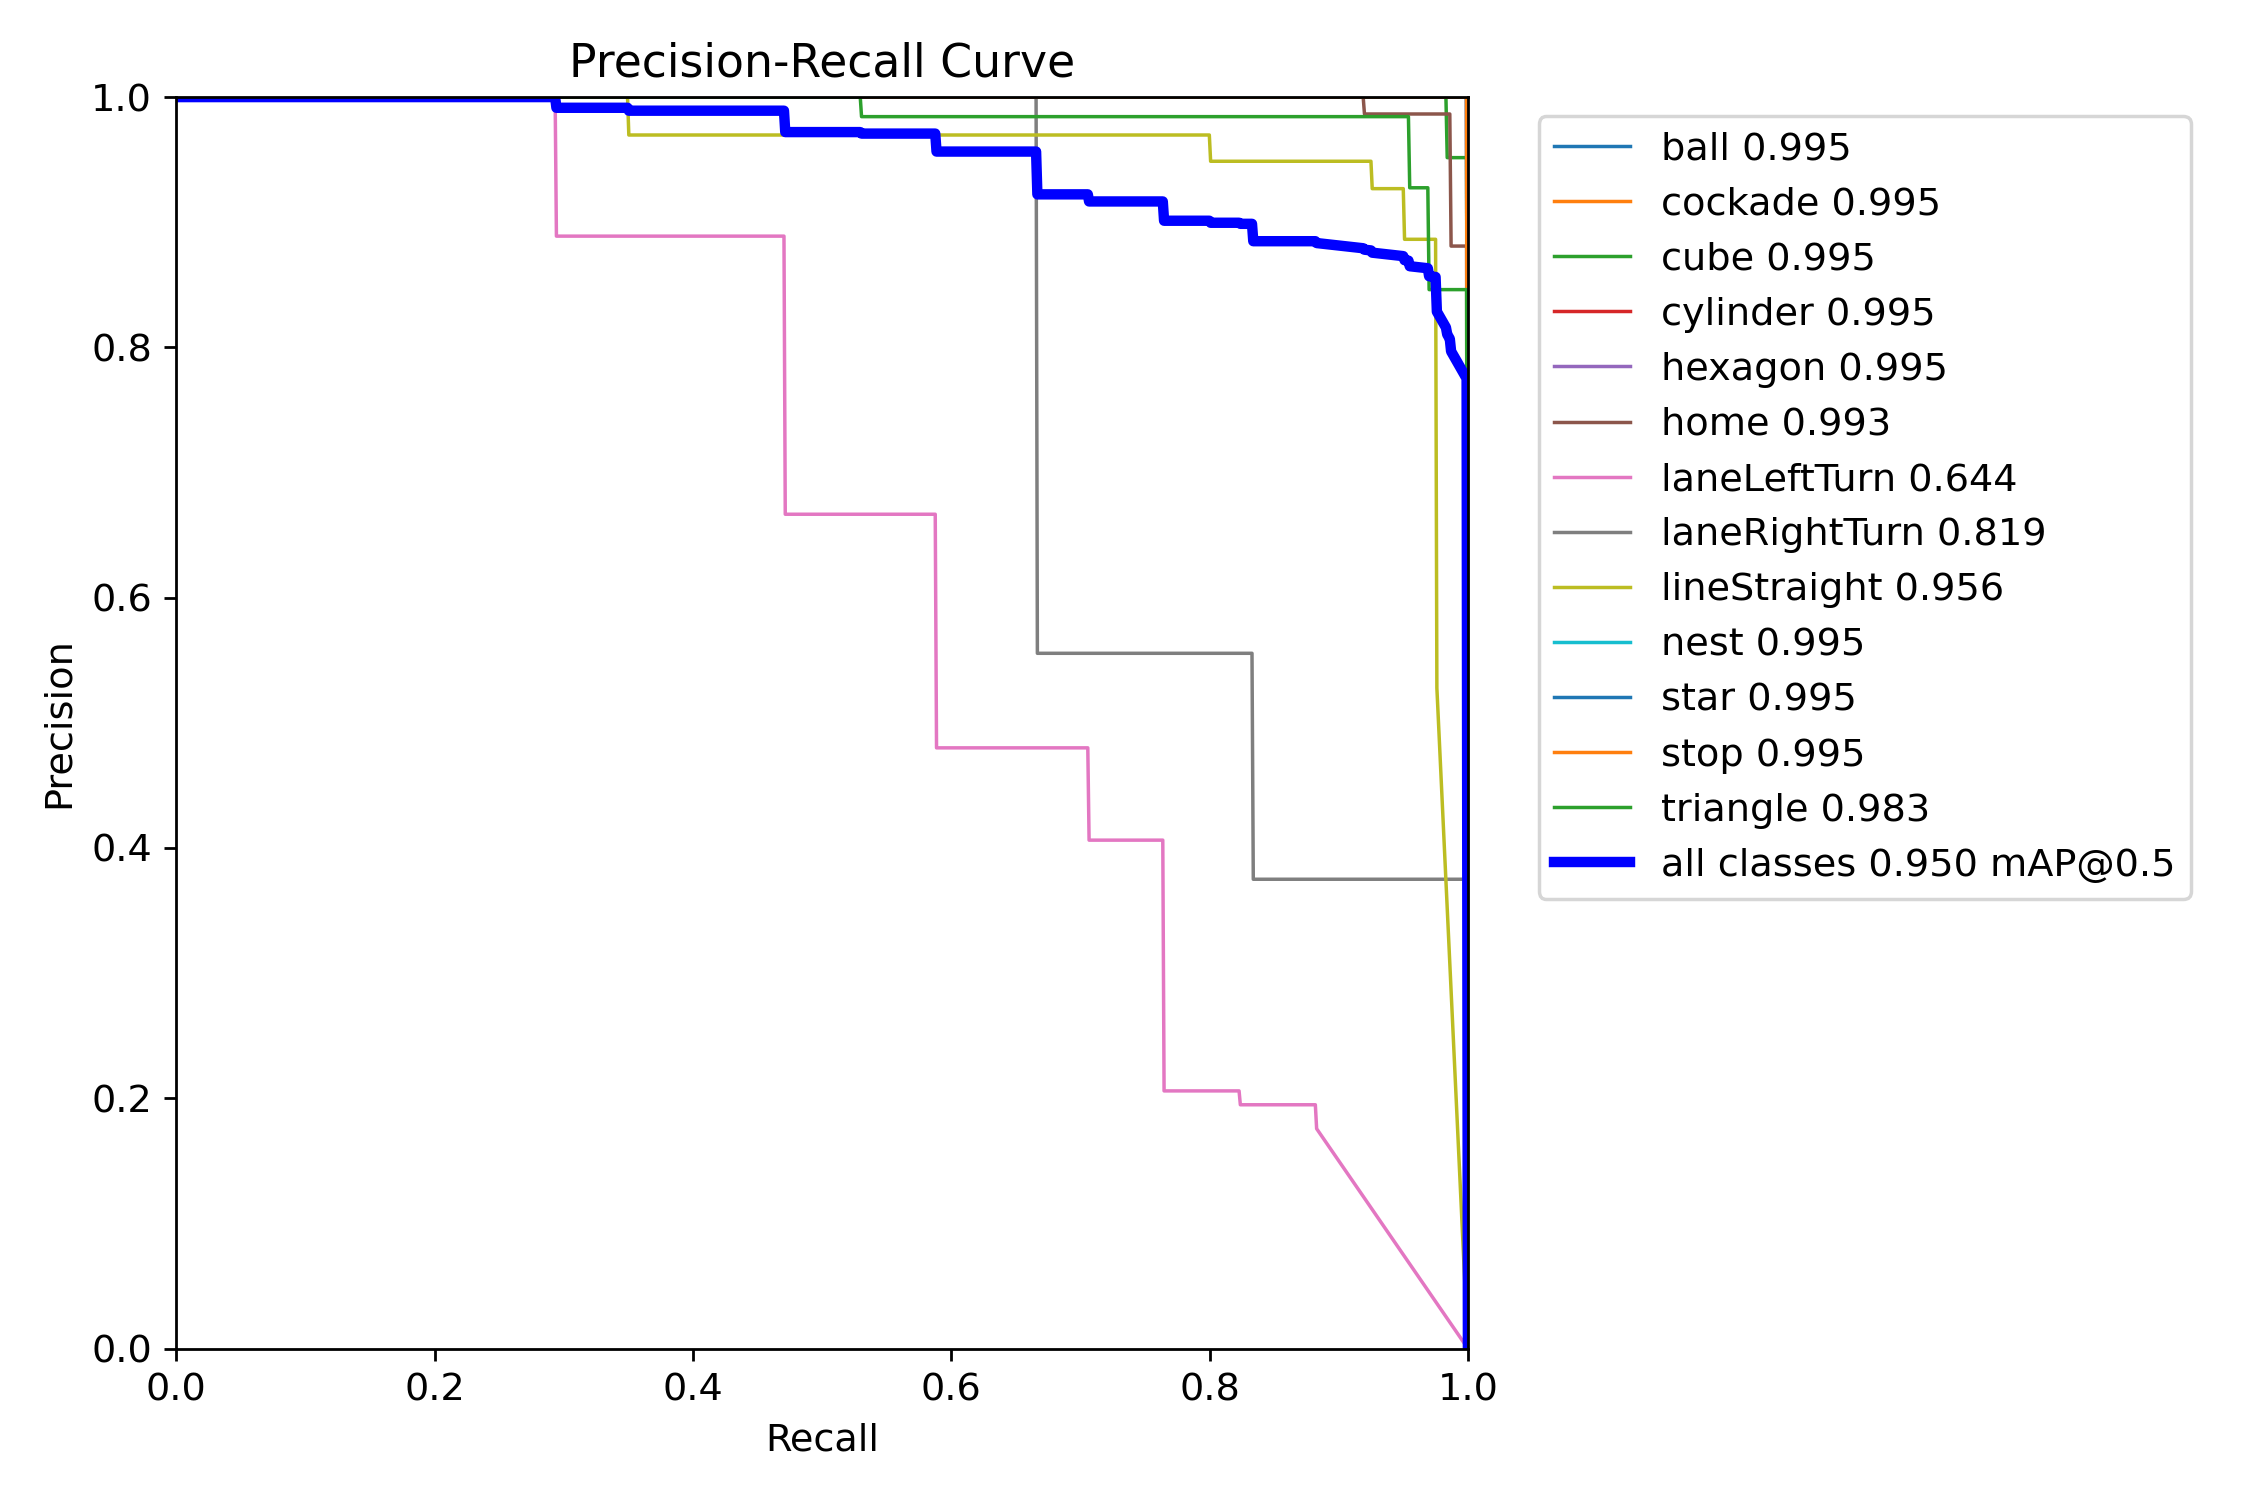 Precision-Recall Curve
1.0
0.8
0.6
0.4
0.2
0.0
Precision
0.0 0.2 0.4 0.6 0.8 1.0
Recall
ball 0.995
cockade 0.995
cube 0.995
cylinder 0.995
hexagon 0.995
home 0.993
laneLeftTurn 0.644
laneRightTurn 0.819
lineStraight 0.956
nest 0.995
star 0.995
stop 0.995
triangle 0.983
all classes 0.950 mAP@0.5